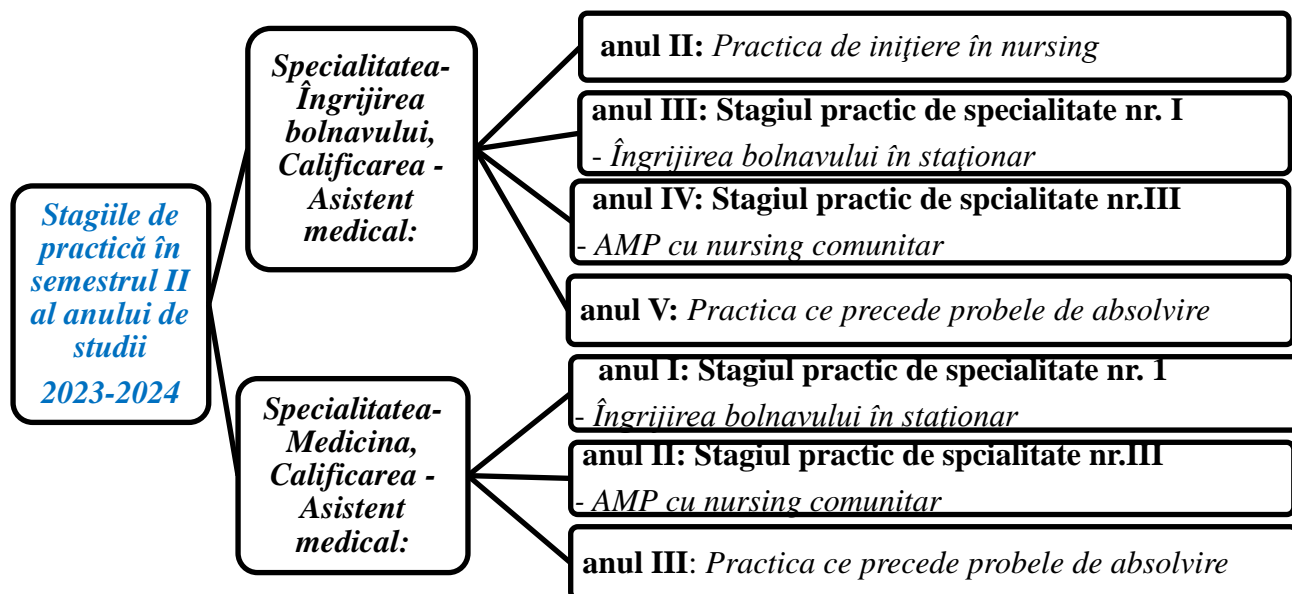 Stagiile de
practică în
semestrul II
al anului de
studii
2023-2024
Specialitatea-
Îngrijirea
bolnavului,
Calificarea -
Asistent
medical:
anul II: Practica de iniţiere în nursing
anul III: Stagiul practic de specialitate nr. I
- Îngrijirea bolnavului în staţionar
anul IV: Stagiul practic de spcialitate nr.III
- AMP cu nursing comunitar
anul V: Practica ce precede probele de absolvire
Specialitatea-
Medicina,
Calificarea -
Asistent
medical:
anul I: Stagiul practic de specialitate nr. 1
- Îngrijirea bolnavului în staţionar
anul II: Stagiul practic de spcialitate nr.III
- AMP cu nursing comunitar
anul III: Practica ce precede probele de absolvire